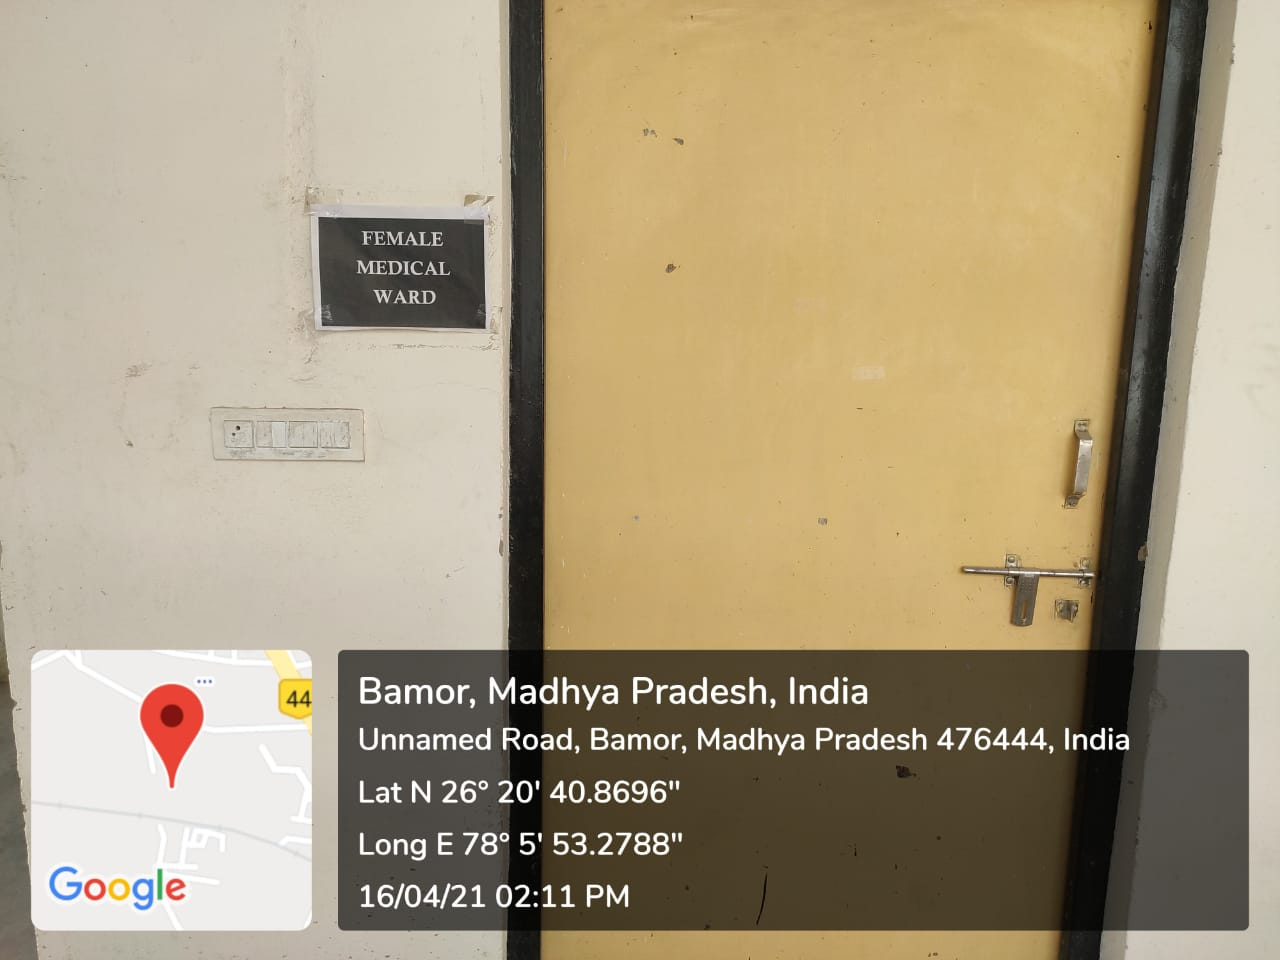 FEMALE
MEDICAL
WARD
44
Google
Bamor, Madhya Pradesh, India
Unnamed Road, Bamor, Madhya Pradesh 476444, India
Lat N 26° 20' 40.8696"
Long E 78° 5' 53.2788"
16/04/21 02:11 PM